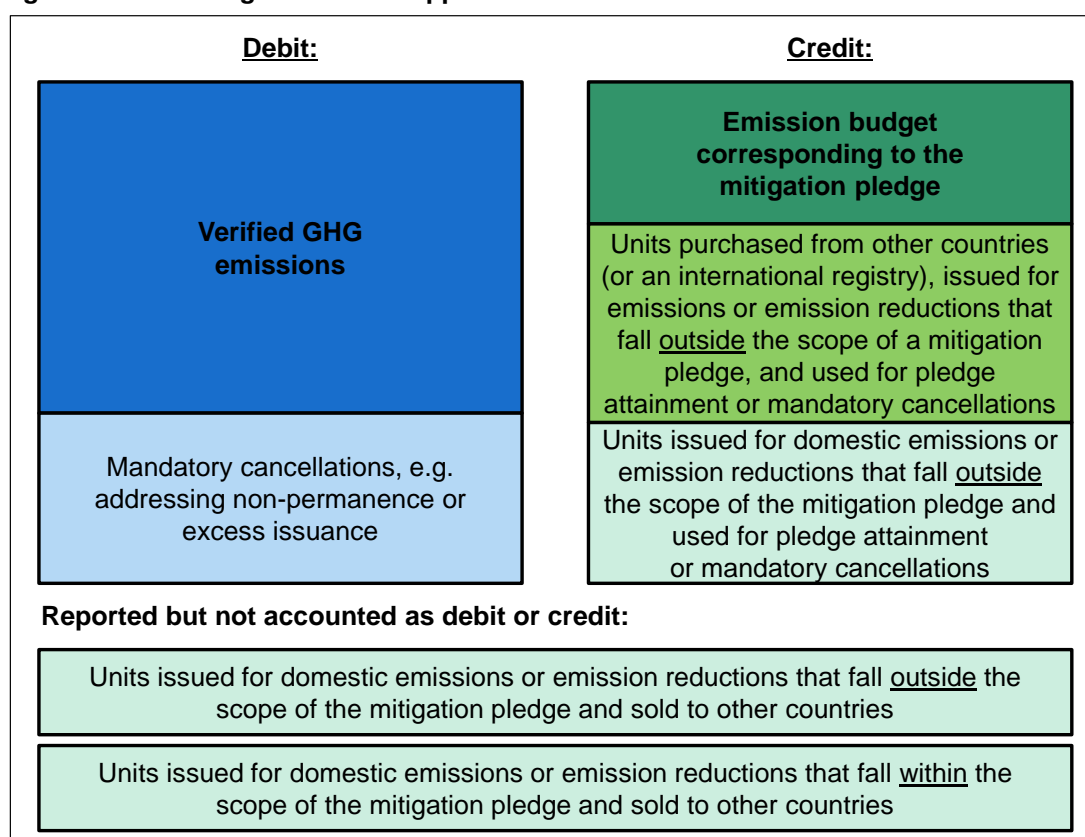 Debit:
Credit:
Verified GHG
emissions
Mandatory cancellations, e.g.
addressing non-permanence or
excess issuance
Emission budget
corresponding to the
mitigation pledge
Units purchased from other countries
(or an international registry), issued for
emissions or emission reductions that
fall outside the scope of a mitigation
pledge, and used for pledge
attainment or mandatory cancellations
Units issued for domestic emissions or
emission reductions that fall outside
the scope of the mitigation pledge and
used for pledge attainment
or mandatory cancellations
Reported but not accounted as debit or credit:
Units issued for domestic emissions or emission reductions that fall outside the
scope of the mitigation pledge and sold to other countries
Units issued for domestic emissions or emission reductions that fall within the
scope of the mitigation pledge and sold to other countries